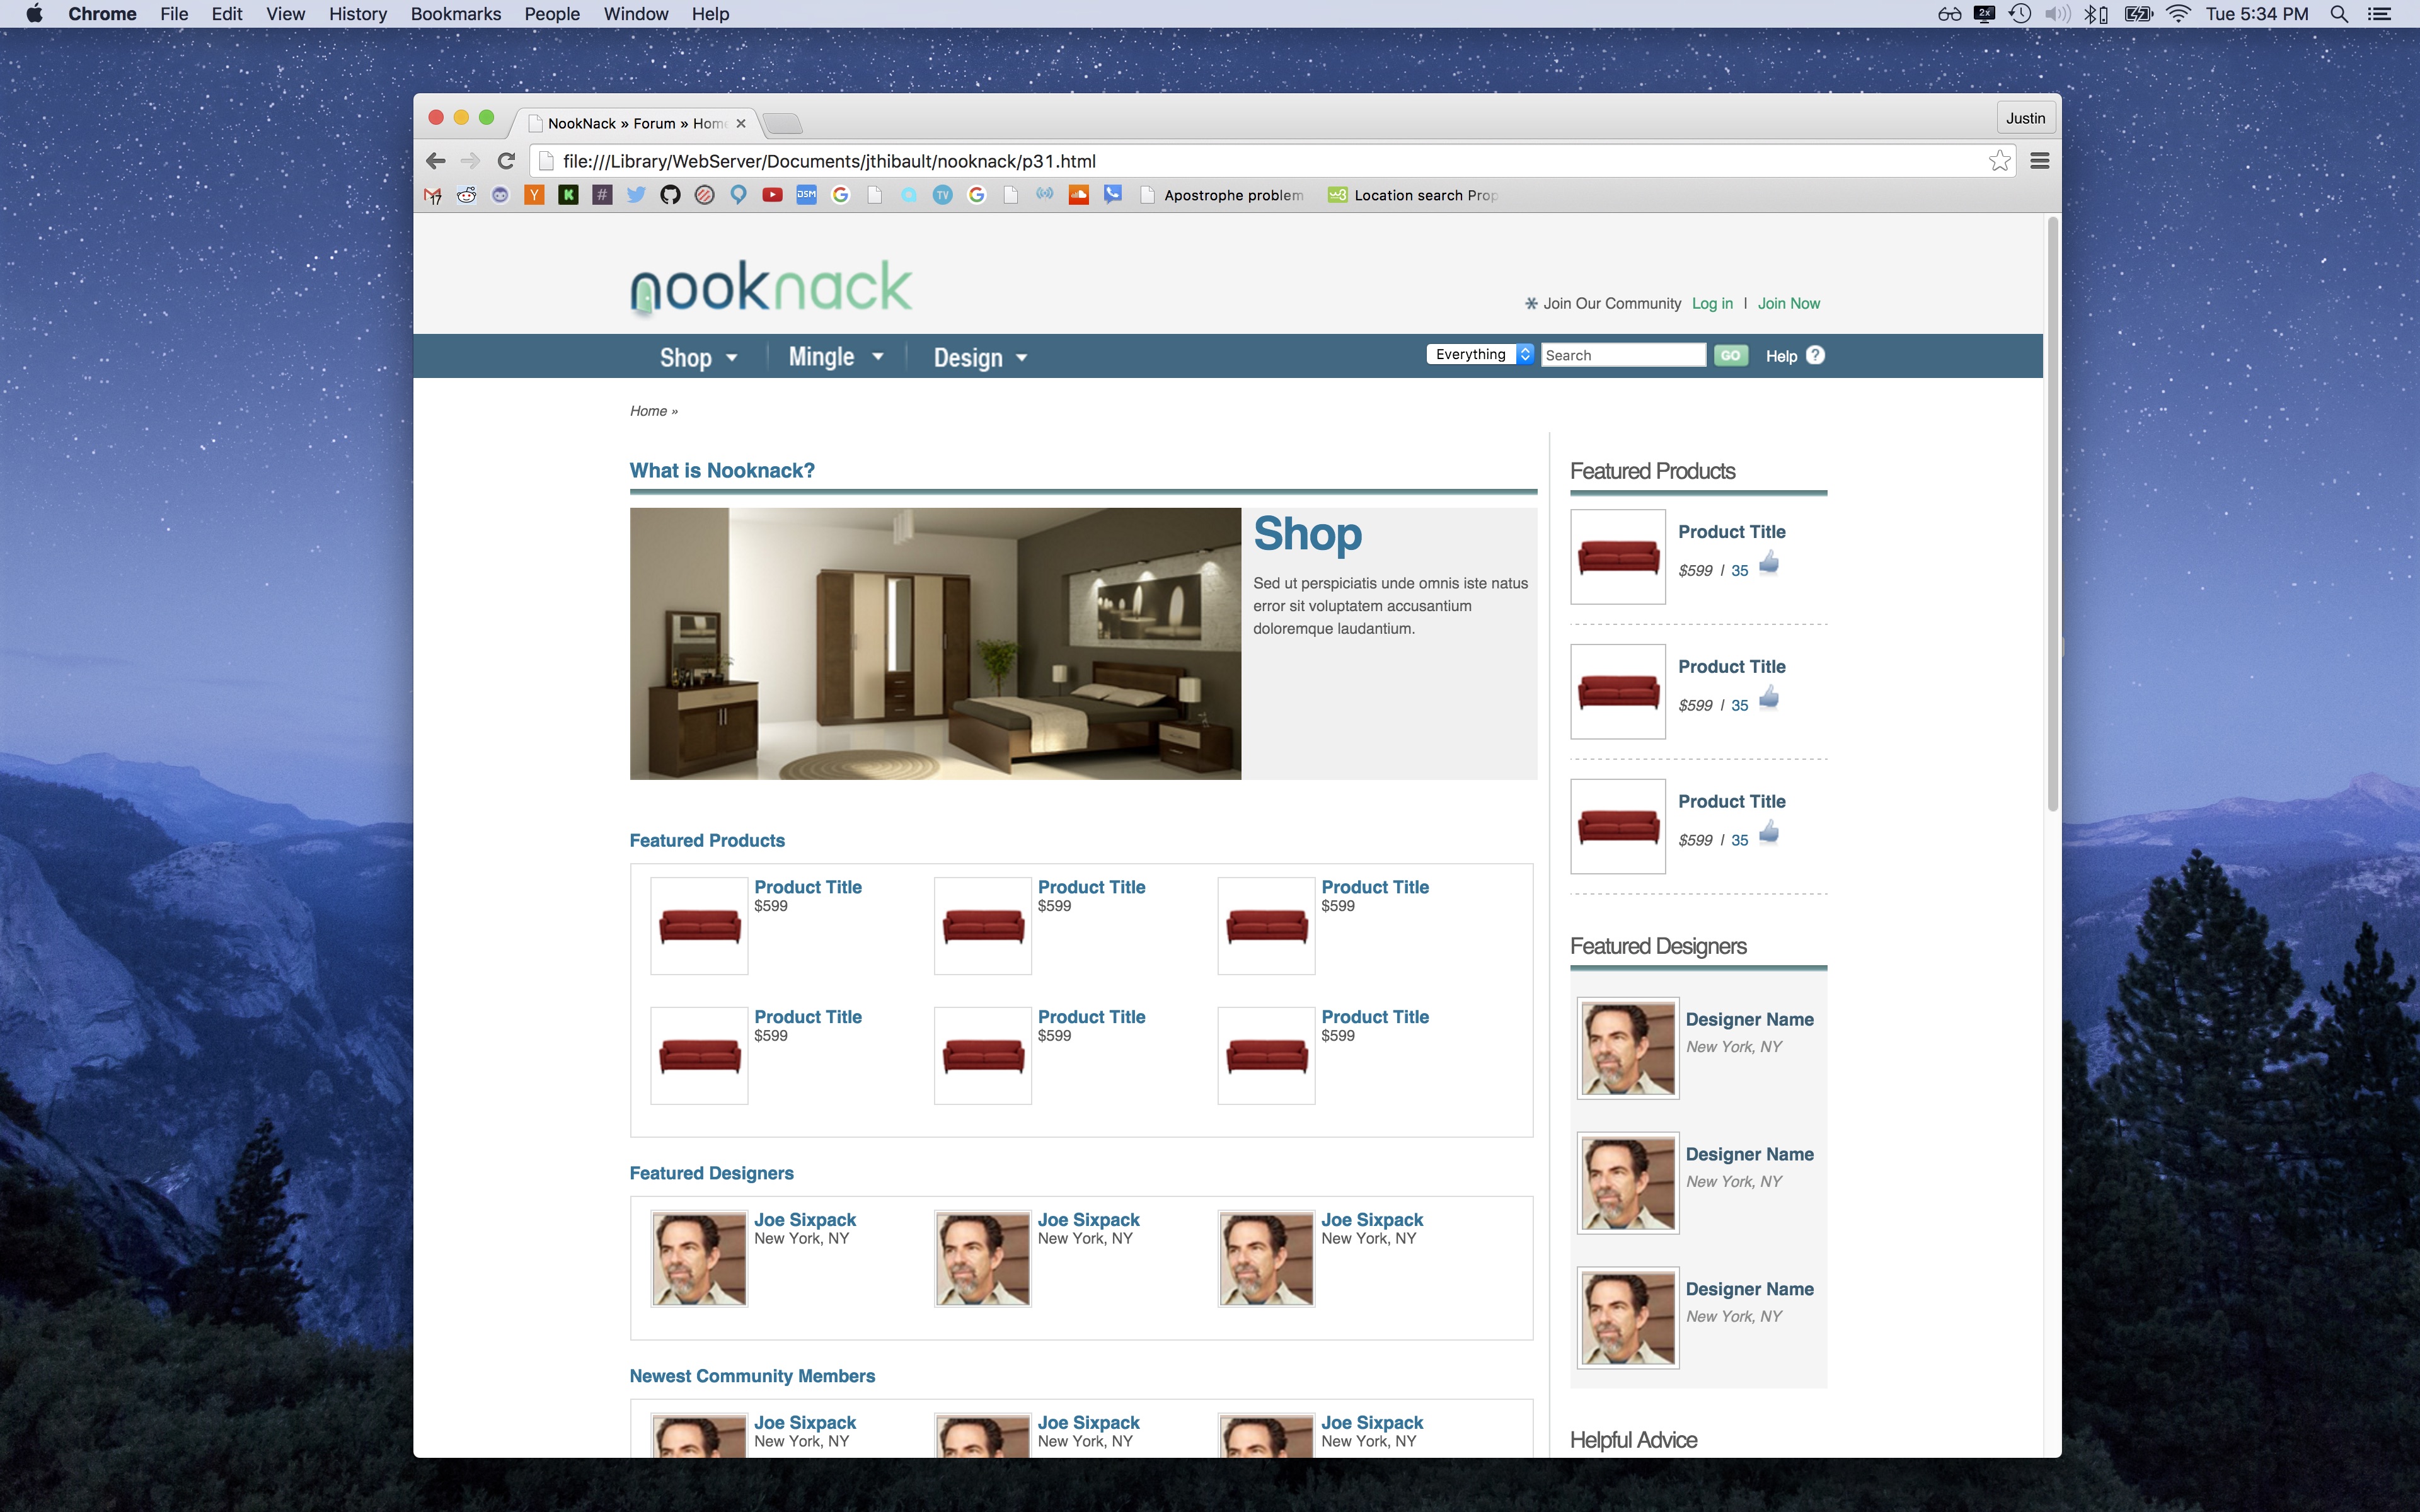 Chrome File Edit View History Bookmarks People Window Help
2x Tue 5:34 PM
NookNack » Forum » Home
Justin
file:///Library/WebServer/Documents/jthibault/nooknack/p31.html
17 Y K # DSM G TV G Apostrophe problem w3 Location search Prop
nooknack
Join Our Community Log in | Join Now
Shop Mingle Design
Everything Search GO Help ?
Home »
What is Nooknack?
Shop
Sed ut perspiciatis unde omnis iste natus
error sit voluptatem accusantium
doloremque laudantium.
Featured Products
Product Title
$599
Product Title
$599
Product Title
$599
Product Title
$599
Product Title
$599
Product Title
$599
Featured Designers
Joe Sixpack
New York, NY
Joe Sixpack
New York, NY
Joe Sixpack
New York, NY
Newest Community Members
Joe Sixpack
New York, NY
Joe Sixpack
New York, NY
Joe Sixpack
New York, NY
Featured Products
Product Title
$599 / 35
Product Title
$599 / 35
Product Title
$599 / 35
Featured Designers
Designer Name
New York, NY
Designer Name
New York, NY
Designer Name
New York, NY
Helpful Advice